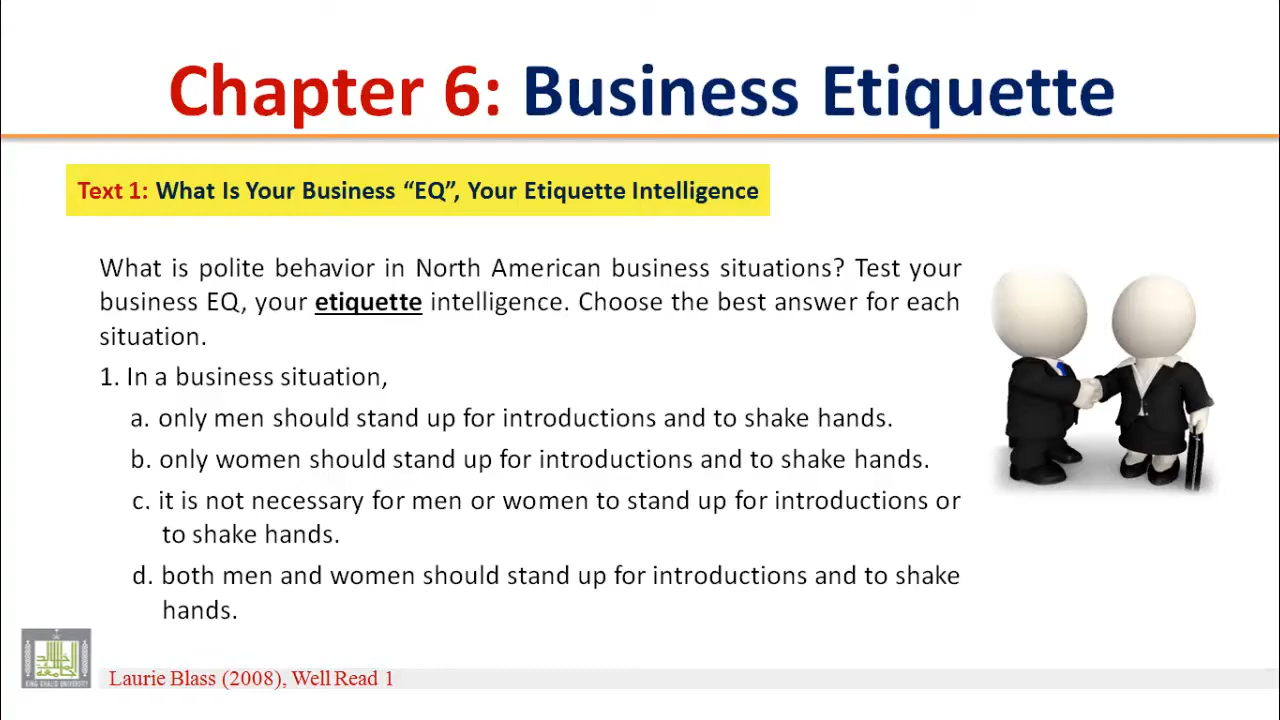 Chapter 6: Business Etiquette
Text 1: What Is Your Business “EQ”, Your Etiquette Intelligence
What is polite behavior in North American business situations? Test your
business EQ, your etiquette intelligence. Choose the best answer for each
situation.
1. In a business situation,
a. only men should stand up for introductions and to shake hands.
b. only women should stand up for introductions and to shake hands.
c. it is not necessary for men or women to stand up for introductions or
to shake hands.
d. both men and women should stand up for introductions and to shake
hands.
KING KHALID UNIVERSITY
Laurie Blass (2008), Well Read 1